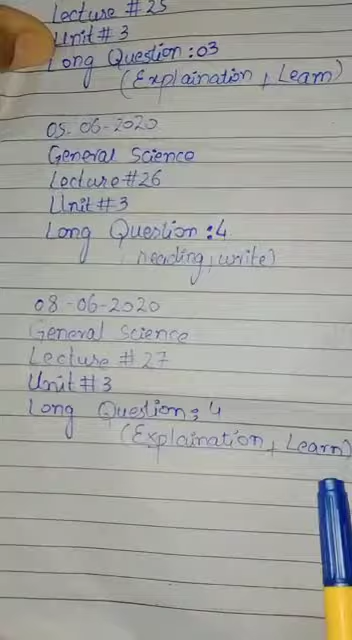 Lecture #25
Unit #3
Long Question :03
(Explaination, Learn)
05.06-2020
General Science
Lecture #26
Unit #3
Long Question :4
reading, write)
08-06-2020
General Science
Lecture #27
Unit #3
Long Question: 4
(Explaination + Learn)